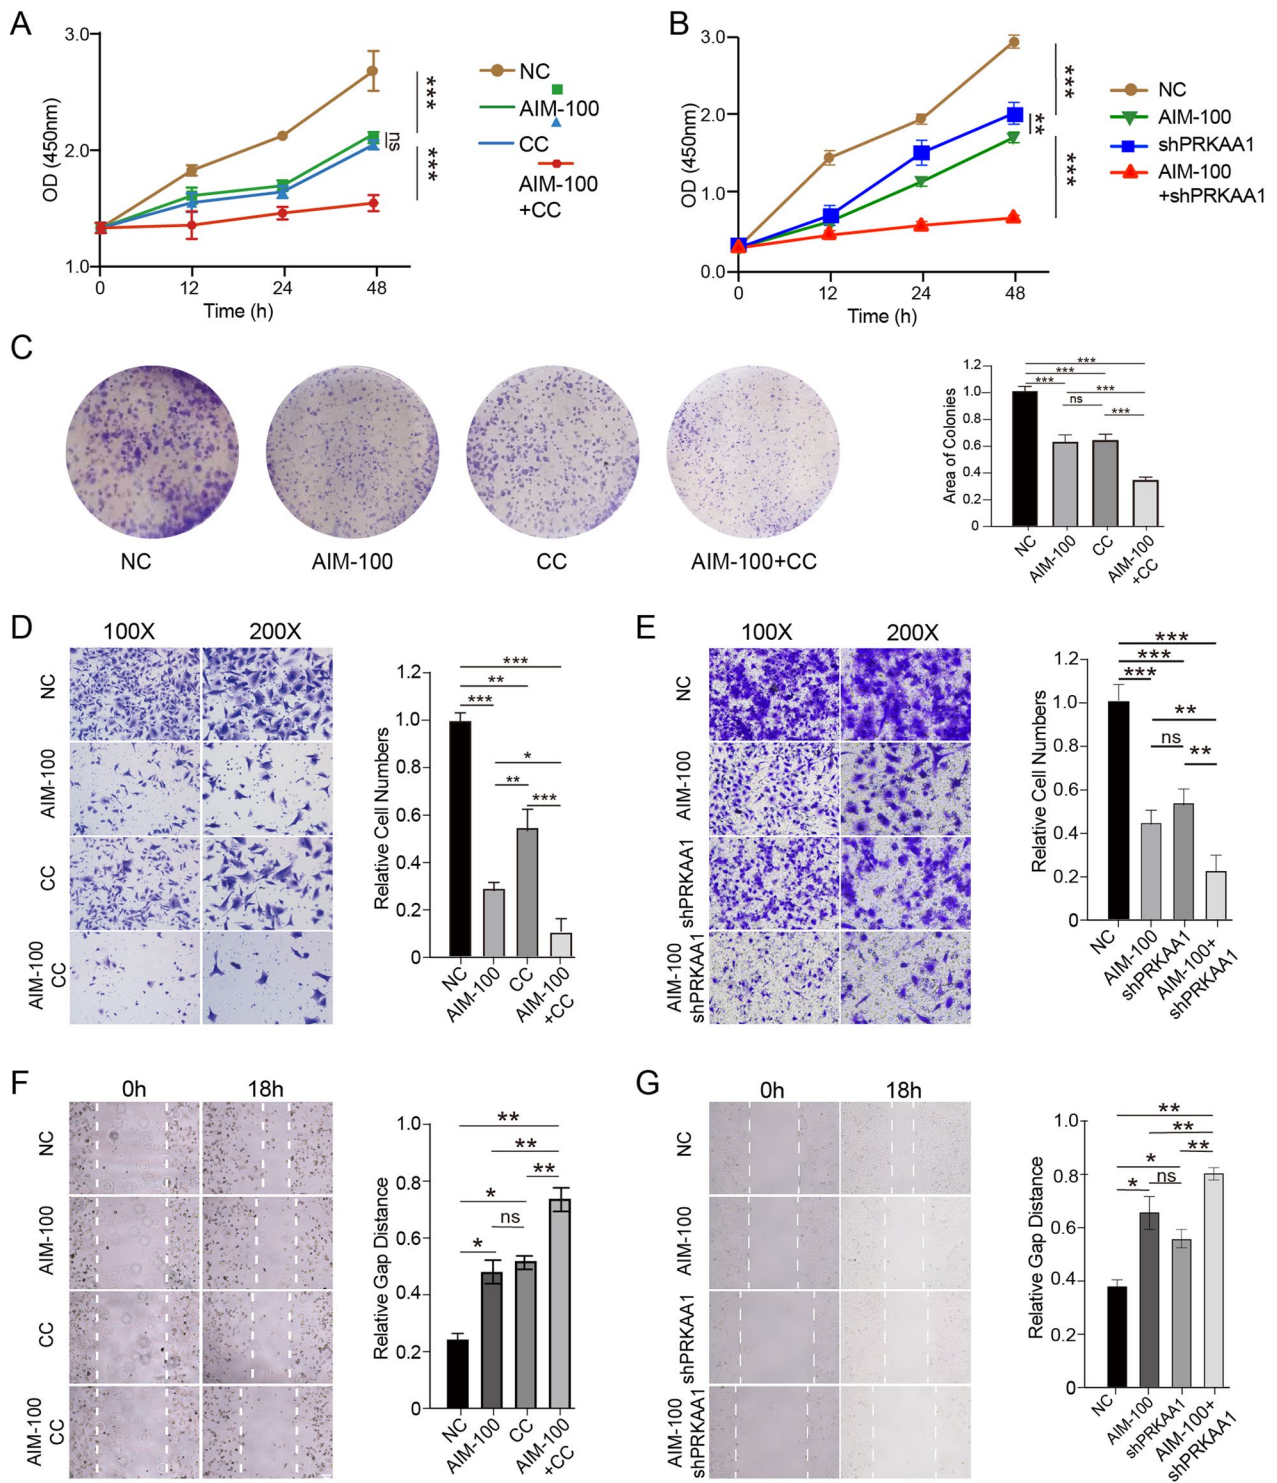 A
3.0
2.0
1.0
OD (450nm)
0
12
24
48
Time (h)
***
ns
***
NC
AIM-100
CC
AIM-100
+CC
B
3.0
2.0
1.0
0.0
OD (450nm)
0
12
24
48
Time (h)
***
**
***
NC
AIM-100
shPRKAA1
AIM-100
+shPRKAA1
C
NC
AIM-100
CC
AIM-100+CC
Area of Colonies
1.2
1.0
0.8
0.6
0.4
0.2
0
***
***
***
***
ns
***
NC
AIM-100
CC
AIM-100
+CC
D
100X
200X
NC
AIM-100
CC
AIM-100
CC
Relative Cell Numbers
1.2
1.0
0.8
0.6
0.4
0.2
0
***
**
***
*
**
***
NC
AIM-100
CC
AIM-100
+CC
E
100X
200X
NC
AIM-100
shPRKAA1
AIM-100
shPRKAA1
Relative Cell Numbers
1.2
1.0
0.8
0.6
0.4
0.2
0
***
***
***
**
ns
**
NC
AIM-100
shPRKAA1
AIM-100+
shPRKAA1
F
0h
18h
NC
AIM-100
CC
AIM-100
CC
Relative Gap Distance
1.0
0.8
0.6
0.4
0.2
0
**
**
**
*
ns
*
NC
AIM-100
CC
AIM-100
+CC
G
0h
18h
NC
AIM-100
shPRKAA1
AIM-100
shPRKAA1
Relative Gap Distance
1.0
0.8
0.6
0.4
0.2
0
**
**
**
*
ns
*
NC
AIM-100
shPRKAA1
AIM-100+
shPRKAA1